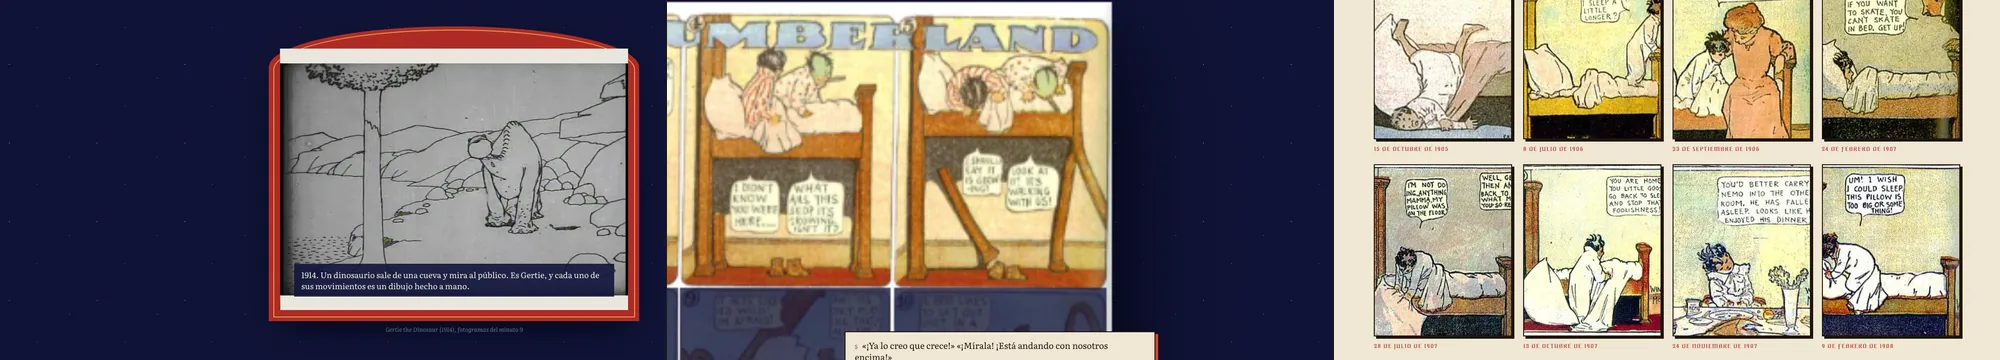 1914. Un dinosaurio sale de una cueva y mira al público. Es Gertie, y cada uno de
sus movimientos es un dibujo hecho a mano.
Gertie the Dinosaur (1914), fotogramas del minuto 9
UMBERLAND
I DIDN'T
KNOW
YOU WERE
HERE
WHAT
AILS THIS
BED? IT'S
GROWING,
ISN'T IT?
I SHOULD
SAY IT
IS GROW
-ING!
LOOK AT
IT! IT'S
WALKING
WITH US!
5 «¡Ya lo creo que crece!» «¡Mírala! ¡Está andando con nosotros
encima!»
I SLEEP A
LITTLE
LONGER?
IF YOU WANT
TO SKATE, YOU
CAN'T SKATE
IN BED. GET UP!
15 DE OCTUBRE DE 1905
8 DE JULIO DE 1906
23 DE SEPTIEMBRE DE 1906
24 DE FEBRERO DE 1907
I'M NOT DO
ING, ANYTHING
MAMMA, MY
PILLOW WAS
ON THE FLOOR
WELL, G
THEN A
BACK TO
WHAT M
YOU SO RE
YOU ARE HOME
YOU LITTLE GOO
GO BACK TO SLE
AND STOP THA
FOOLISHNESS!
YOU'D BETTER CARRY
NEMO INTO THE OTHE
ROOM, HE HAS FALLE
ASLEEP. LOOKS LIKE H
ENJOYED HIS DINNER
UM! I WISH
I COULD SLEEP,
THIS PILLOW IS
TOO BIG OR SOME
THING!
28 DE JULIO DE 1907
13 DE OCTUBRE DE 1907
24 DE NOVIEMBRE DE 1907
9 DE FEBRERO DE 1908